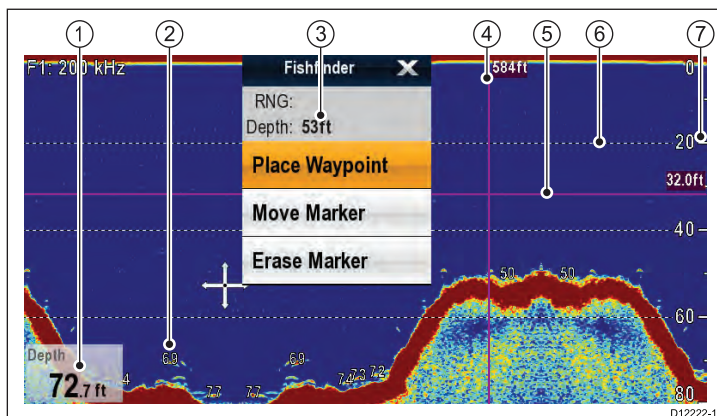 1 2 3 4 5 6 7
F1: 200 kHz
Fishfinder X
584ft
0
RNG:
Depth: 53ft
20
Place Waypoint
32.0ft
Move Marker
40
Erase Marker
50 50
60
Depth
72.7 ft
4 7.7 6.9 7.7 6.9 7.4 7.3 7.2
80
D12222-1